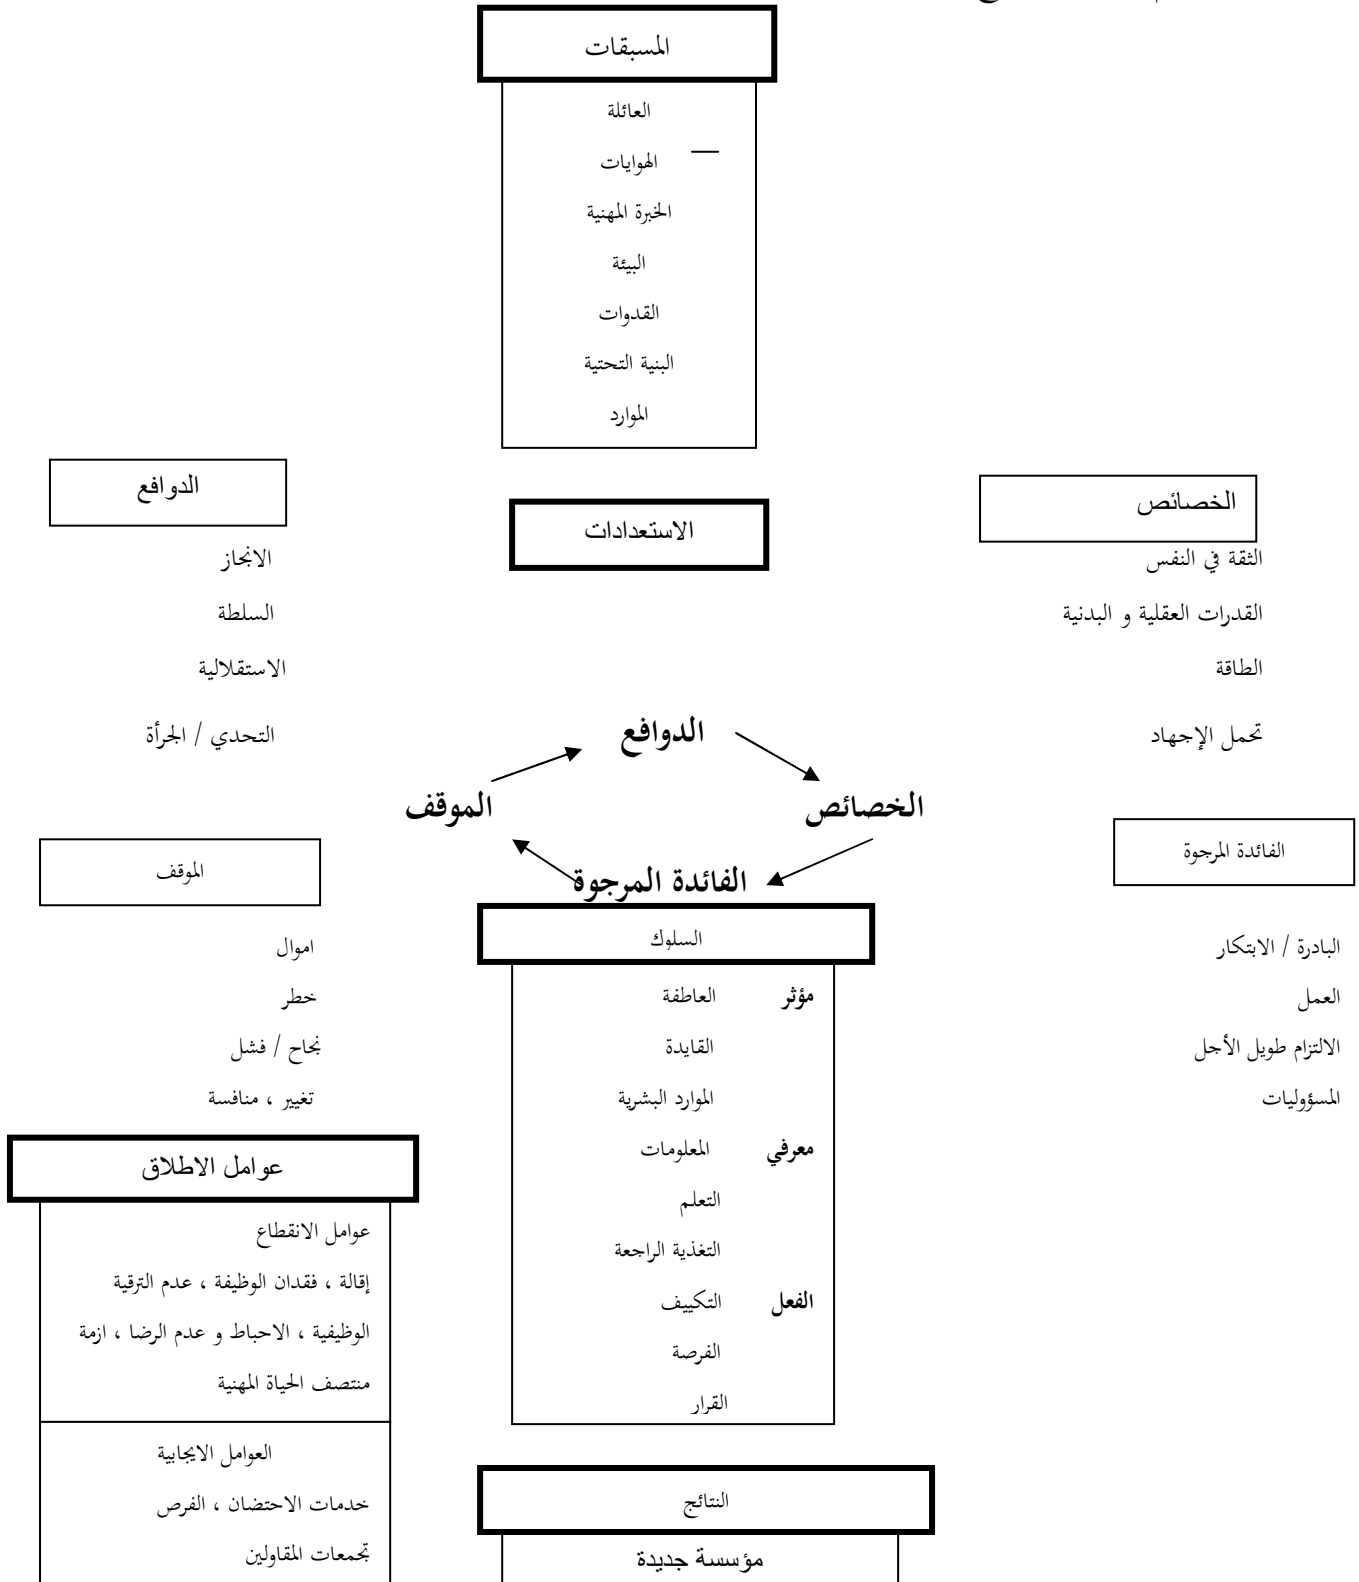 المسبقات
العائلة
الهوايات
الخبرة المهنية
البيئة
القدوات
البنية التحتية
الموارد
الخصائص
الثقة في النفس
القدرات العقلية و البدنية
الطاقة
تحمل الإجهاد
الاستعدادات
الدوافع
الانجاز
السلطة
الاستقلالية
التحدي / الجرأة
الدوافع
الخصائص
الموقف
الفائدة المرجوة
الفائدة المرجوة
البادرة / الابتكار
العمل
الالتزام طويل الأجل
المسؤوليات
الموقف
اموال
خطر
نجاح / فشل
تغيير ، منافسة
السلوك
مؤثر العاطفة
القايدة
الموارد البشرية
معرفي المعلومات
التعلم
التغذية الراجعة
الفعل التكييف
الفرصة
القرار
عوامل الاطلاق
عوامل الانقطاع
إقالة ، فقدان الوظيفة ، عدم الترقية
الوظيفية ، الاحباط و عدم الرضا ، ازمة
منتصف الحياة المهنية
العوامل الايجابية
خدمات الاحتضان ، الفرص
تجمعات المقاولين
النتائج
مؤسسة جديدة